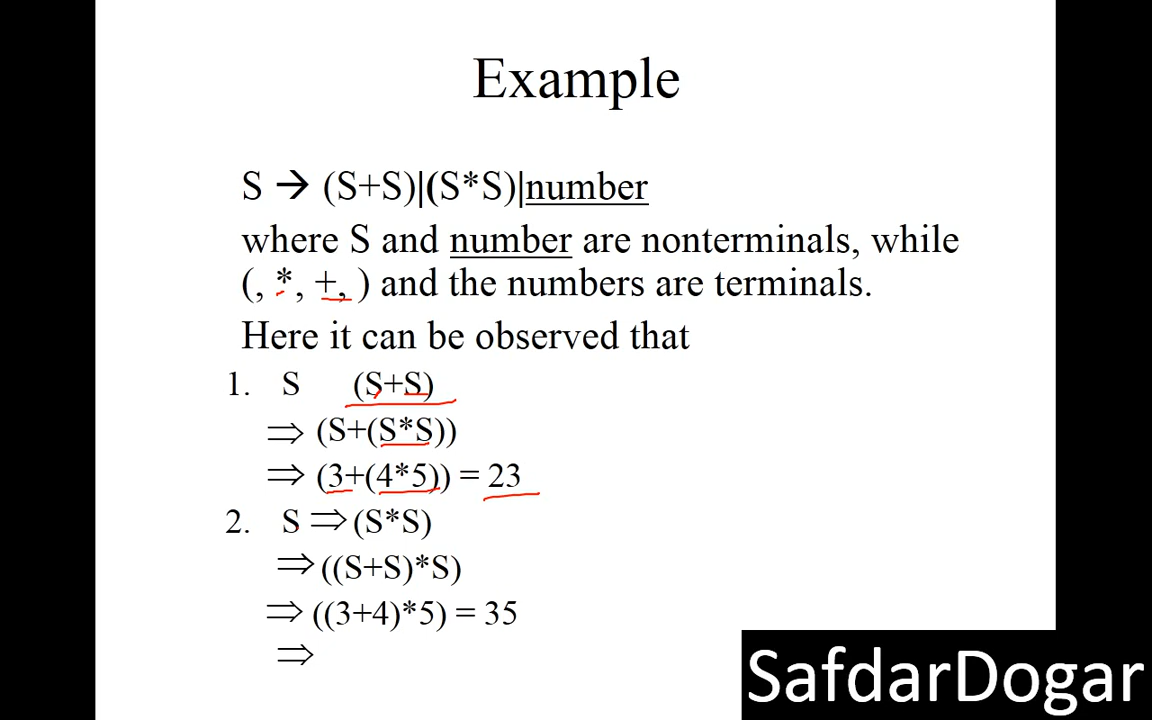 Example
S → (S+S)|(S*S)|number
where S and number are nonterminals, while
(, *, +, ) and the numbers are terminals.
Here it can be observed that
1. S (S+S)
⇒ (S+(S*S))
⇒ (3+(4*5)) = 23
2. S ⇒ (S*S)
⇒ ((S+S)*S)
⇒ ((3+4)*5) = 35
⇒
SafdarDogar